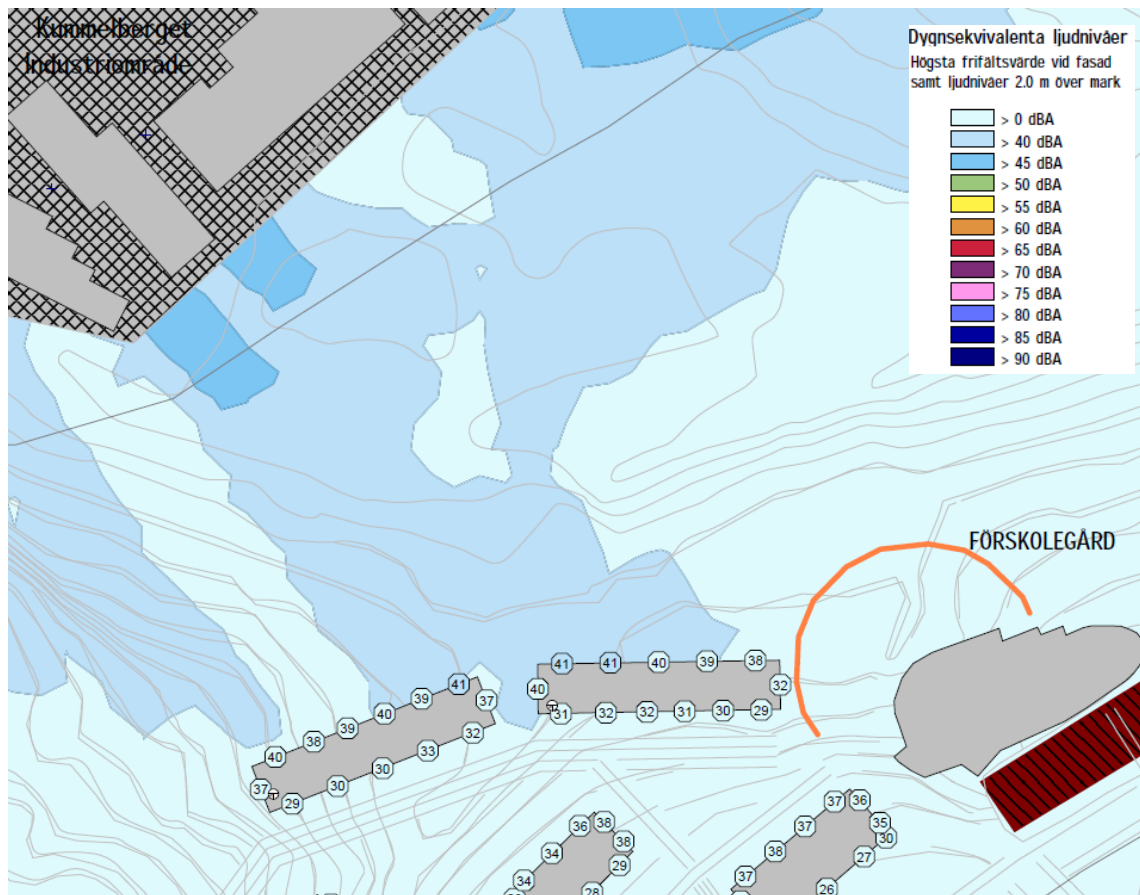 Kummelberget
Industriområde
Dygnsekvivalenta ljudnivåer
Högsta frifältsvärde vid fasad
samt ljudnivåer 2.0 m över mark
> 0 dBA
> 40 dBA
> 45 dBA
> 50 dBA
> 55 dBA
> 60 dBA
> 65 dBA
> 70 dBA
> 75 dBA
> 80 dBA
> 85 dBA
> 90 dBA
FÖRSKOLEGÅRD
41 41 40 39 38
40 32
31 32 32 31 30 29
40 38 39 40 39 41
37 37
29 30 30 33 32
36 38
34 38
34 29
28
37 36
37 35
38 30
37 27
26